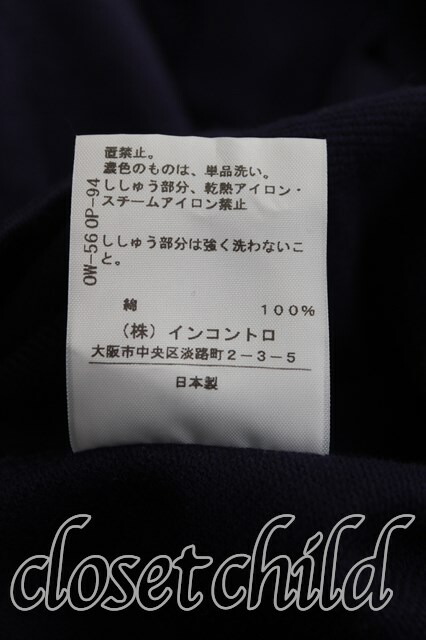 置禁止。
濃色のものは、単品洗い。
ししゅう部分、乾熱アイロン・
スチームアイロン禁止
ししゅう部分は強く洗わないこ
と。
OW-56 OP-94
綿 100%
(株) インコントロ
大阪市中央区淡路町2-3-5
日本製
closetchild